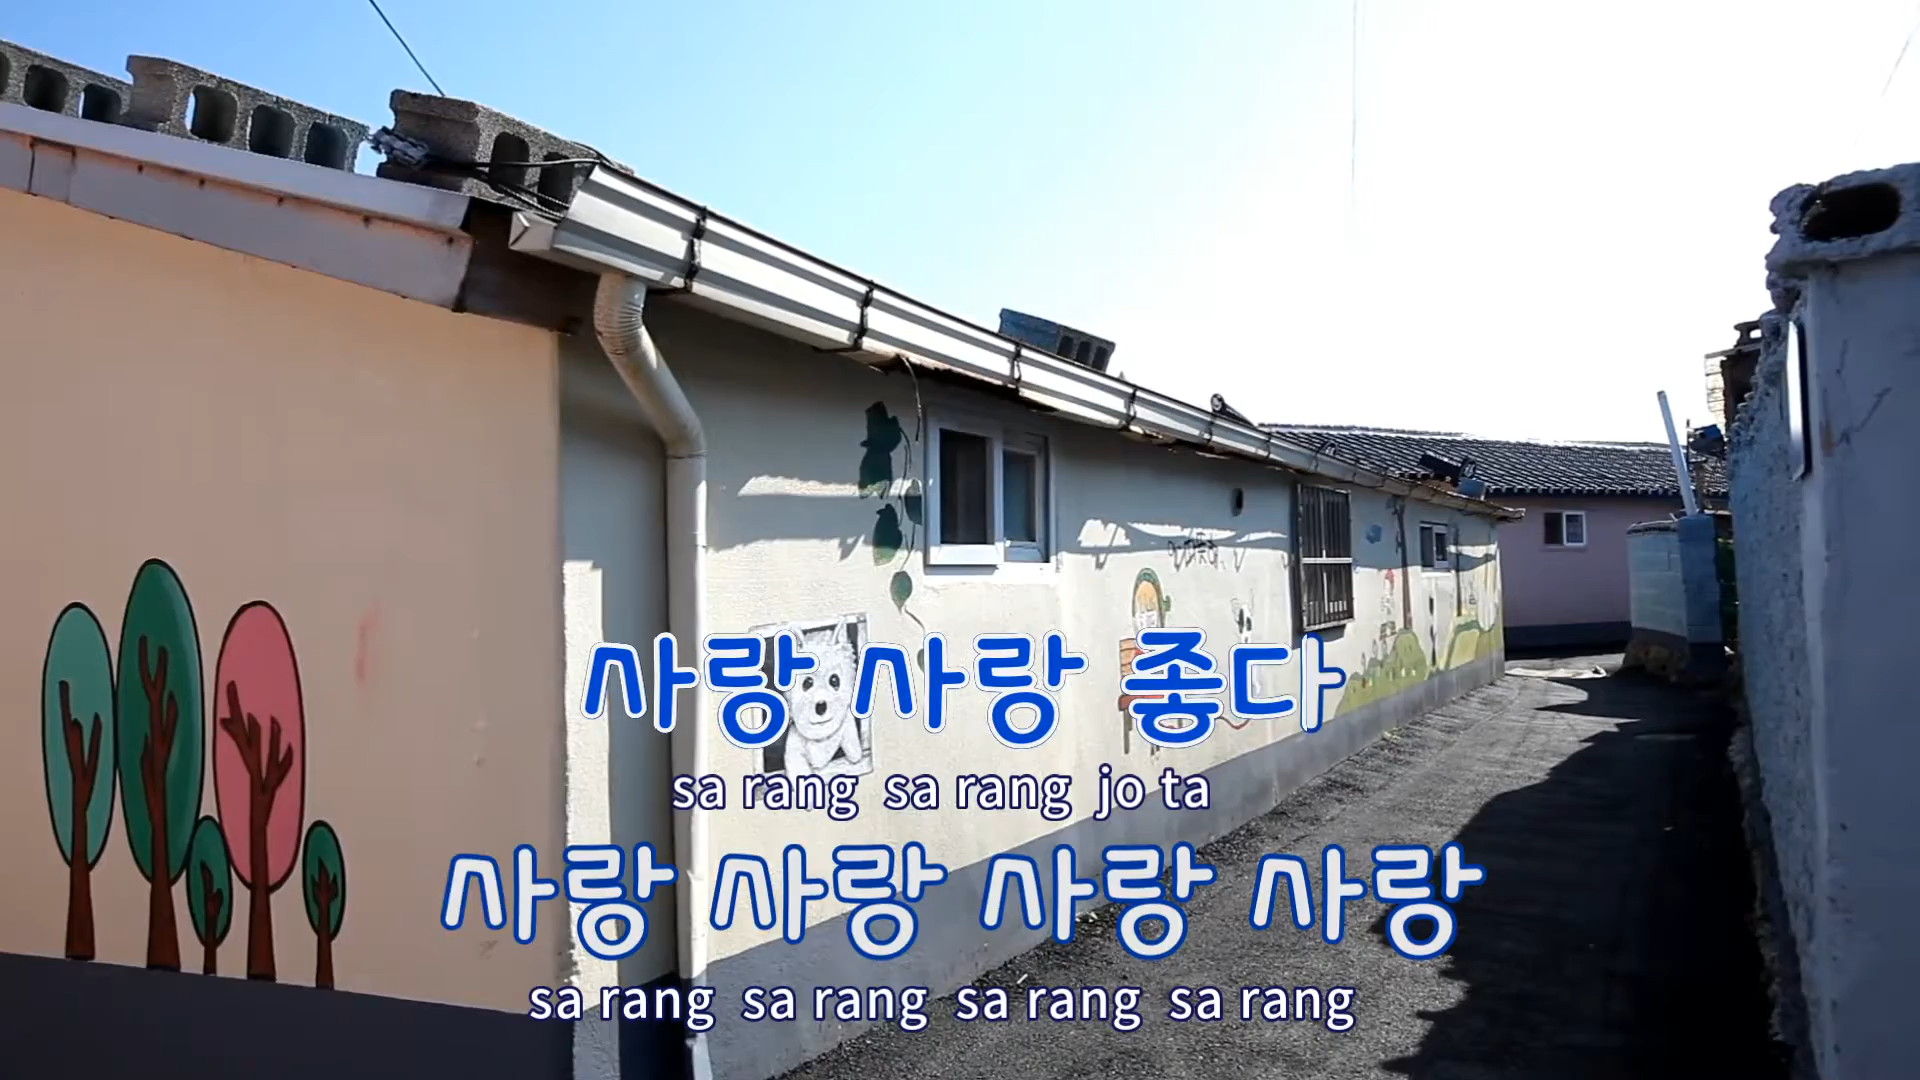 사랑 사랑 좋다
sa rang sa rang jo ta
사랑 사랑 사랑 사랑
sa rang sa rang sa rang sa rang